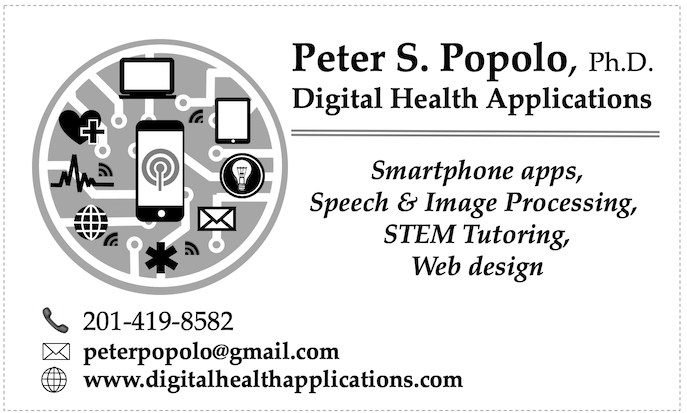 Peter S. Popolo, Ph.D.
Digital Health Applications
Smartphone apps,
Speech & Image Processing,
STEM Tutoring,
Web design
201-419-8582
peterpopolo@gmail.com
www.digitalhealthapplications.com